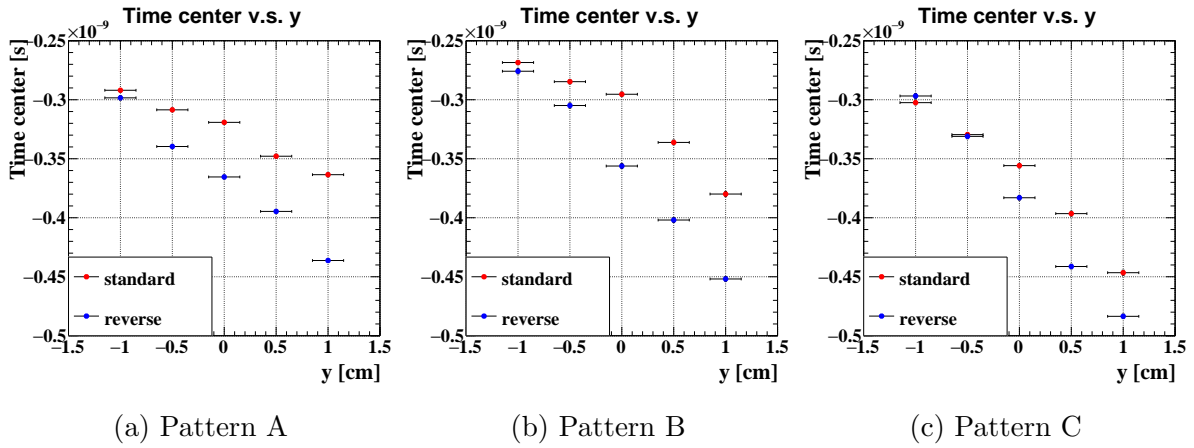 Time center v.s. y
×10⁻⁹
Time center [s]
−0.25
−0.3
−0.35
−0.4
−0.45
−0.5
standard
reverse
−1.5 −1 −0.5 0 0.5 1 1.5
y [cm]
(a) Pattern A
Time center v.s. y
×10⁻⁹
Time center [s]
−0.25
−0.3
−0.35
−0.4
−0.45
−0.5
standard
reverse
−1.5 −1 −0.5 0 0.5 1 1.5
y [cm]
(b) Pattern B
Time center v.s. y
×10⁻⁹
Time center [s]
−0.25
−0.3
−0.35
−0.4
−0.45
−0.5
standard
reverse
−1.5 −1 −0.5 0 0.5 1 1.5
y [cm]
(c) Pattern C